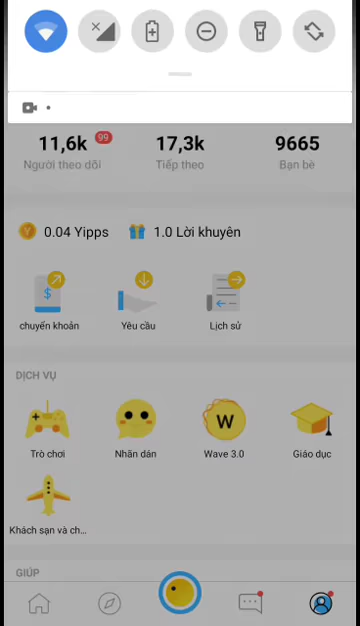 11,6k 99 17,3k 9665
Người theo dõi Tiếp theo Bạn bè
0.04 Yipps 1.0 Lời khuyên
$
chuyển khoản Yêu cầu Lịch sử
DỊCH VỤ
W
Trò chơi Nhãn dán Wave 3.0 Giáo dục
Khách sạn và ch...
GIÚP